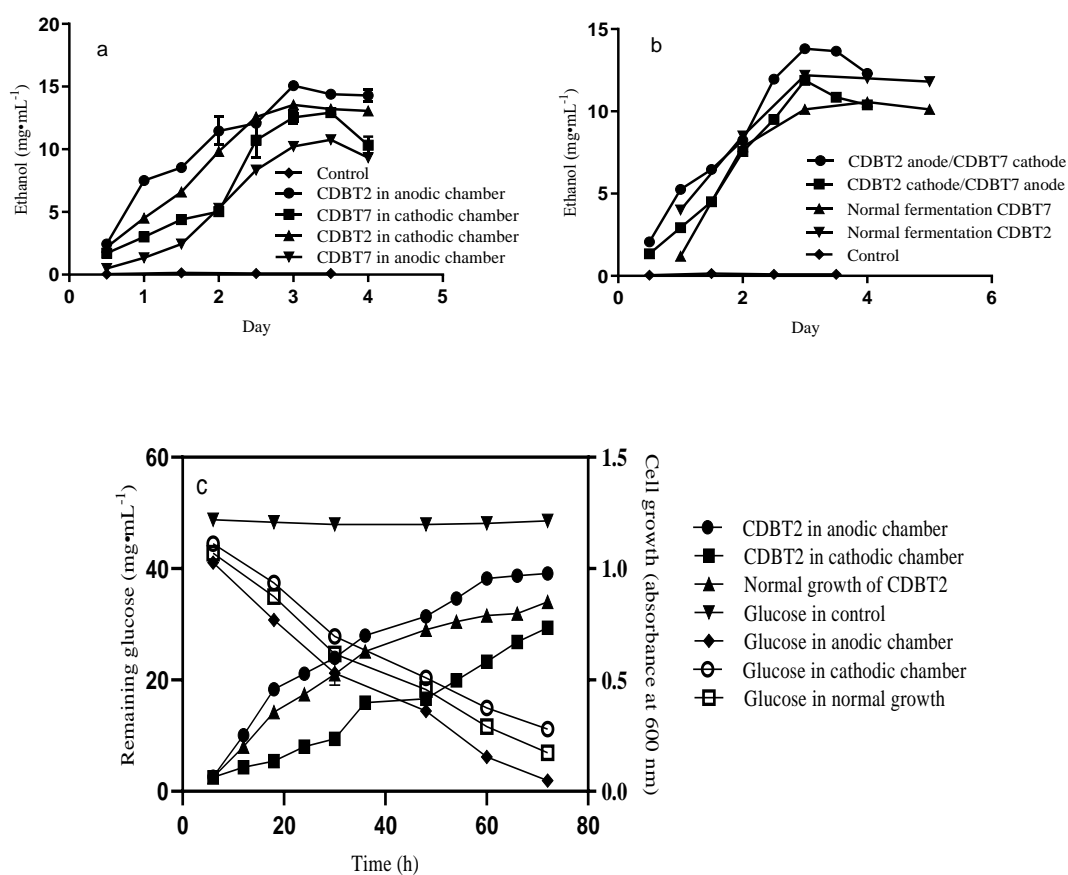 a
20
15
10
5
0
Ethanol (mg•mL⁻¹)
0 1 2 3 4 5
Day
Control
CDBT2 in anodic chamber
CDBT7 in cathodic chamber
CDBT2 in cathodic chamber
CDBT7 in anodic chamber
b
15
10
5
0
Ethanol (mg•mL⁻¹)
0 2 4 6
Day
CDBT2 anode/CDBT7 cathode
CDBT2 cathode/CDBT7 anode
Normal fermentation CDBT7
Normal fermentation CDBT2
Control
c
60
40
20
0
Remaining glucose (mg•mL⁻¹)
1.5
1.0
0.5
0.0
Cell growth (absorbance at 600 nm)
0 20 40 60 80
Time (h)
CDBT2 in anodic chamber
CDBT2 in cathodic chamber
Normal growth of CDBT2
Glucose in control
Glucose in anodic chamber
Glucose in cathodic chamber
Glucose in normal growth